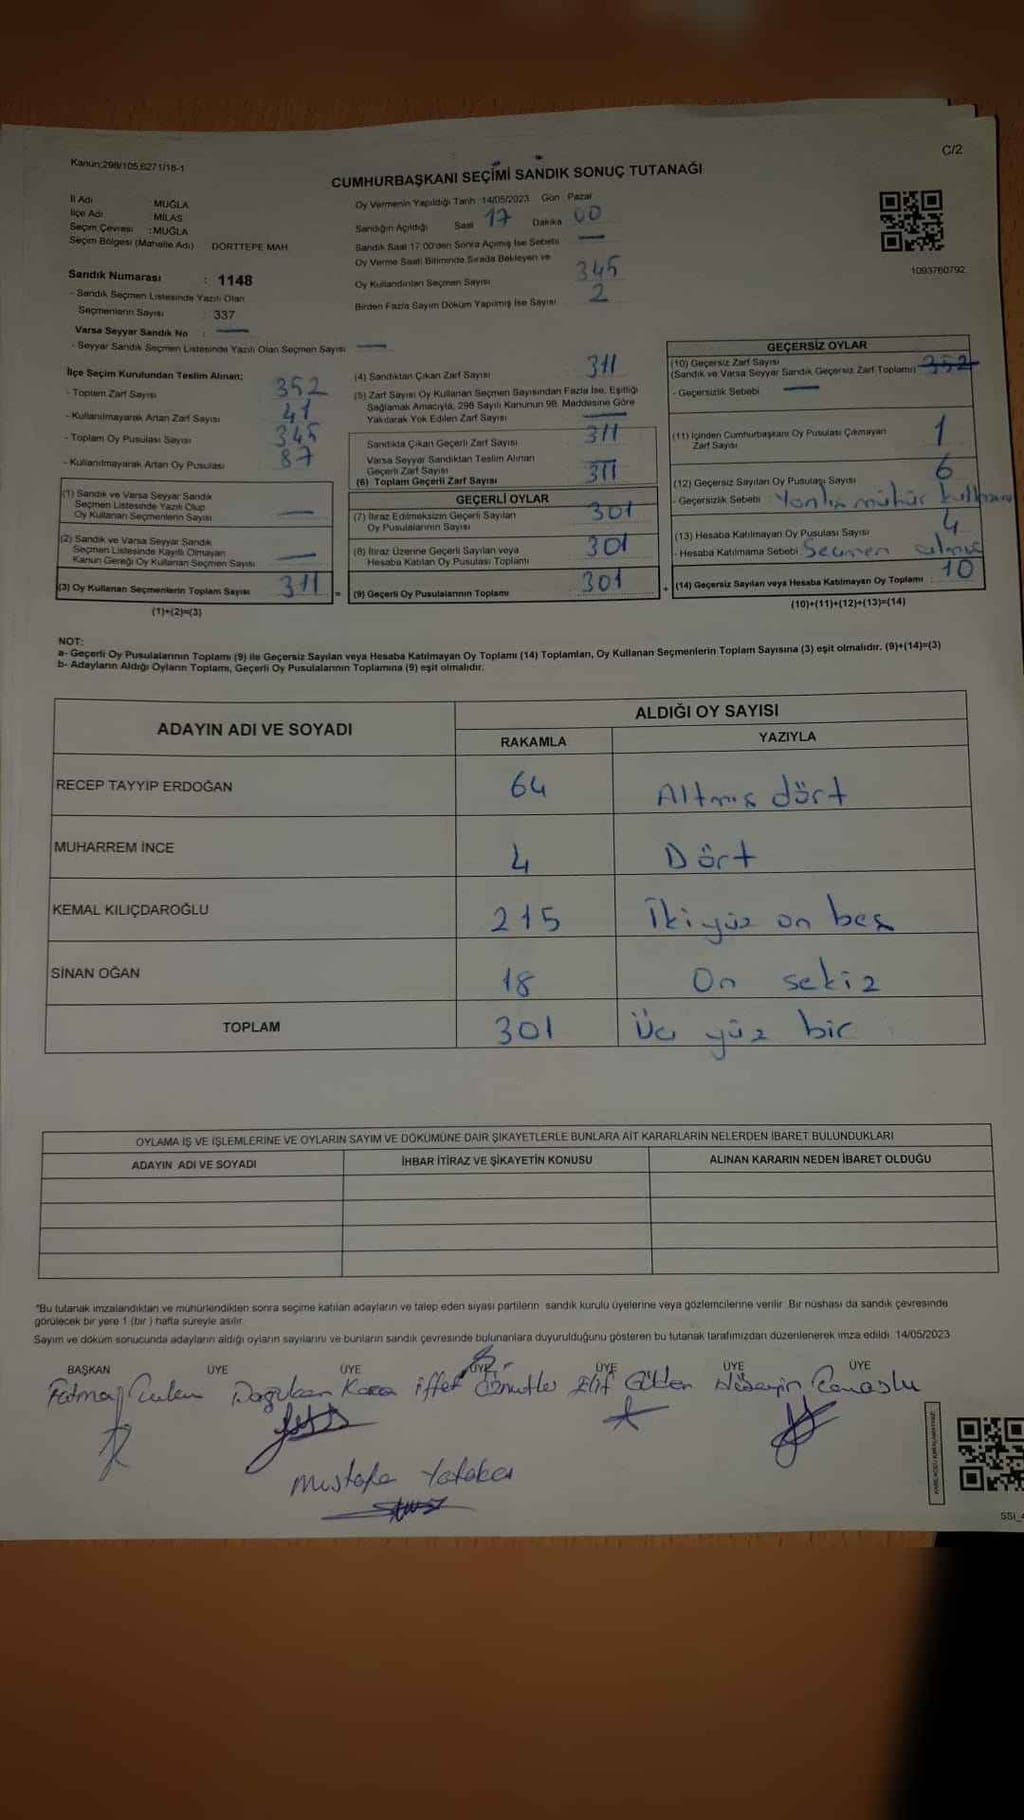 Kanun:298/105,6271/18-1
C/2
CUMHURBAŞKANI SEÇİMİ SANDIK SONUÇ TUTANAĞI
İl Adı MUĞLA
İlçe Adı MİLAS
Seçim Çevresi :MUĞLA
Seçim Bölgesi (Mahalle Adı) DÖRTTEPE MAH
Sandık Numarası : 1148
- Sandık Seçmen Listesinde Yazılı Olan
Seçmenlerin Sayısı : 337
Varsa Seyyar Sandık No :
- Seyyar Sandık Seçmen Listesinde Yazılı Olan Seçmen Sayısı
Oy Vermenin Yapıldığı Tarih :14/05/2023 Gün : Pazar
Sandığın Açıldığı Saat 17 Dakika 00
Sandık Saat 17:00'den Sonra Açılmış İse Sebebi
Oy Verme Saati Bitiminde Sırada Bekleyen ve
Oy Kullandırılan Seçmen Sayısı 345
Birden Fazla Sayım Döküm Yapılmış İse Sayısı 2
1093760792
İlçe Seçim Kurulundan Teslim Alınan;
- Toplam Zarf Sayısı 352
- Kullanılmayarak Artan Zarf Sayısı 41
- Toplam Oy Pusulası Sayısı 345
- Kullanılmayarak Artan Oy Pusulası 87
(1) Sandık ve Varsa Seyyar Sandık
Seçmen Listesinde Yazılı Olup
Oy Kullanan Seçmenlerin Sayısı
(2) Sandık ve Varsa Seyyar Sandık
Seçmen Listesinde Kayıtlı Olmayan
Kanun Gereği Oy Kullanan Seçmen Sayısı
(3) Oy Kullanan Seçmenlerin Toplam Sayısı 311
(1)+(2)=(3)
(4) Sandıktan Çıkan Zarf Sayısı 311
(5) Zarf Sayısı Oy Kullanan Seçmen Sayısından Fazla İse, Eşitliği
Sağlamak Amacıyla, 298 Sayılı Kanunun 98. Maddesine Göre
Yakılarak Yok Edilen Zarf Sayısı
Sandıkta Çıkan Geçerli Zarf Sayısı 311
Varsa Seyyar Sandıktan Teslim Alınan
Geçerli Zarf Sayısı
(6) Toplam Geçerli Zarf Sayısı 311
GEÇERLİ OYLAR
(7) İtiraz Edilmeksizin Geçerli Sayılan
Oy Pusulalarının Sayısı 301
(8) İtiraz Üzerine Geçerli Sayılan veya
Hesaba Katılan Oy Pusulası Toplamı 301
= (9) Geçerli Oy Pusulalarının Toplamı 301
GEÇERSİZ OYLAR
(10) Geçersiz Zarf Sayısı
(Sandık ve Varsa Seyyar Sandık Geçersiz Zarf Toplamı) 352
- Geçersizlik Sebebi
(11) İçinden Cumhurbaşkanı Oy Pusulası Çıkmayan
Zarf Sayısı 1
(12) Geçersiz Sayılan Oy Pusulası Sayısı 6
- Geçersizlik Sebebi Yanlış mühür
(13) Hesaba Katılmayan Oy Pusulası Sayısı 4
- Hesaba Katılmama Sebebi Seçmen
+ (14) Geçersiz Sayılan veya Hesaba Katılmayan Oy Toplamı : 10
(10)+(11)+(12)+(13)=(14)
NOT:
a- Geçerli Oy Pusulalarının Toplamı (9) ile Geçersiz Sayılan veya Hesaba Katılmayan Oy Toplamı (14) Toplamları, Oy Kullanan Seçmenlerin Toplam Sayısına (3) eşit olmalıdır. (9)+(14)=(3)
b- Adayların Aldığı Oyların Toplamı, Geçerli Oy Pusulalarının Toplamına (9) eşit olmalıdır.
ADAYIN ADI VE SOYADI
ALDIĞI OY SAYISI
RAKAMLA YAZIYLA
RECEP TAYYİP ERDOĞAN 64 Altmış dört
MUHARREM İNCE 4 Dört
KEMAL KILIÇDAROĞLU 215 İkiyüz on beş
SİNAN OĞAN 18 On sekiz
TOPLAM 301 Üç yüz bir
OYLAMA İŞ VE İŞLEMLERİNE VE OYLARIN SAYIM VE DÖKÜMÜNE DAİR ŞİKAYETLERLE BUNLARA AİT KARARLARIN NELERDEN İBARET BULUNDUKLARI
ADAYIN ADI VE SOYADI İHBAR İTİRAZ VE ŞİKAYETİN KONUSU ALINAN KARARIN NEDEN İBARET OLDUĞU
"Bu tutanak imzalandıktan ve mühürlendikten sonra seçime katılan adayların ve talep eden siyasi partilerin sandık kurulu üyelerine veya gözlemcilerine verilir. Bir nüshası da sandık çevresinde
görülecek bir yere 1 (bir ) hafta süreyle asılır.
Sayım ve döküm sonucunda adayların aldığı oyların sayılarını ve bunların sandık çevresinde bulunanlara duyurulduğunu gösteren bu tutanak tarafımızdan düzenlenerek imza edildi. 14/05/2023
BAŞKAN ÜYE ÜYE ÜYE ÜYE ÜYE ÜYE
Fatma Doğukan Kara İffet Elif Gülden Hüseyin
Mustafa